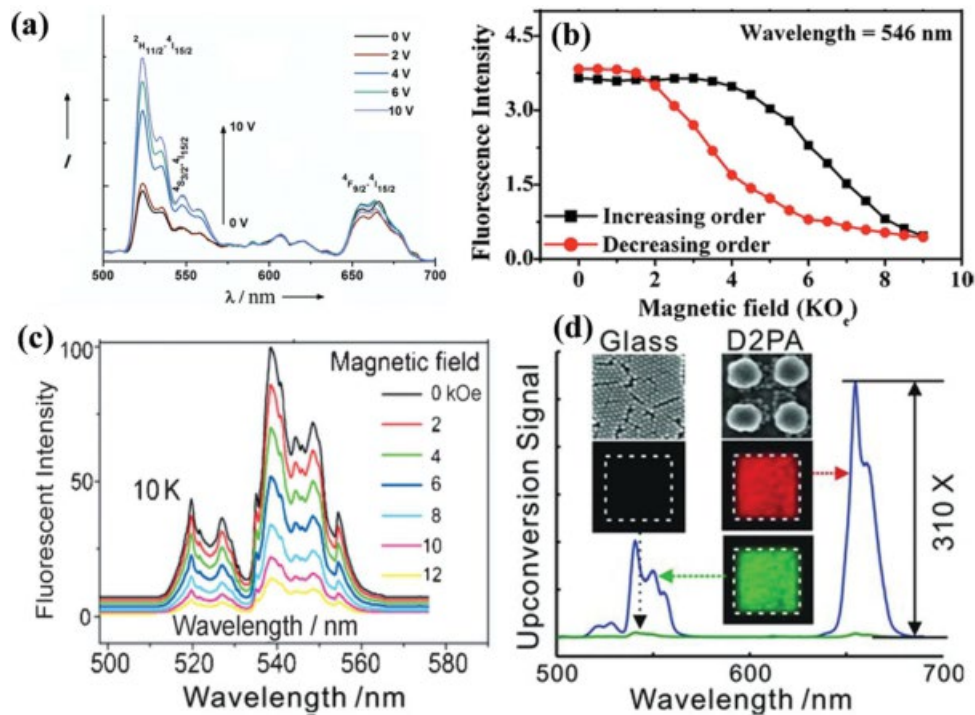 (a)
²H₁₁/₂-⁴I₁₅/₂
⁴S₃/₂-⁴I₁₅/₂
⁴F₉/₂-⁴I₁₅/₂
0 V
2 V
4 V
6 V
10 V
10 V
0 V
I
500 550 600 650 700
λ / nm
(b)
Wavelength = 546 nm
Fluorescence Intensity
4.5
3.0
1.5
0.0
Increasing order
Decreasing order
0 2 4 6 8 10
Magnetic field (KOe)
(c)
Magnetic field
0 kOe
2
4
6
8
10
12
10 K
Fluorescent Intensity
100
50
0
Wavelength / nm
500 520 540 560 580
Wavelength /nm
(d)
Glass D2PA
Upconversion Signal
310 X
500 600 700
Wavelength /nm